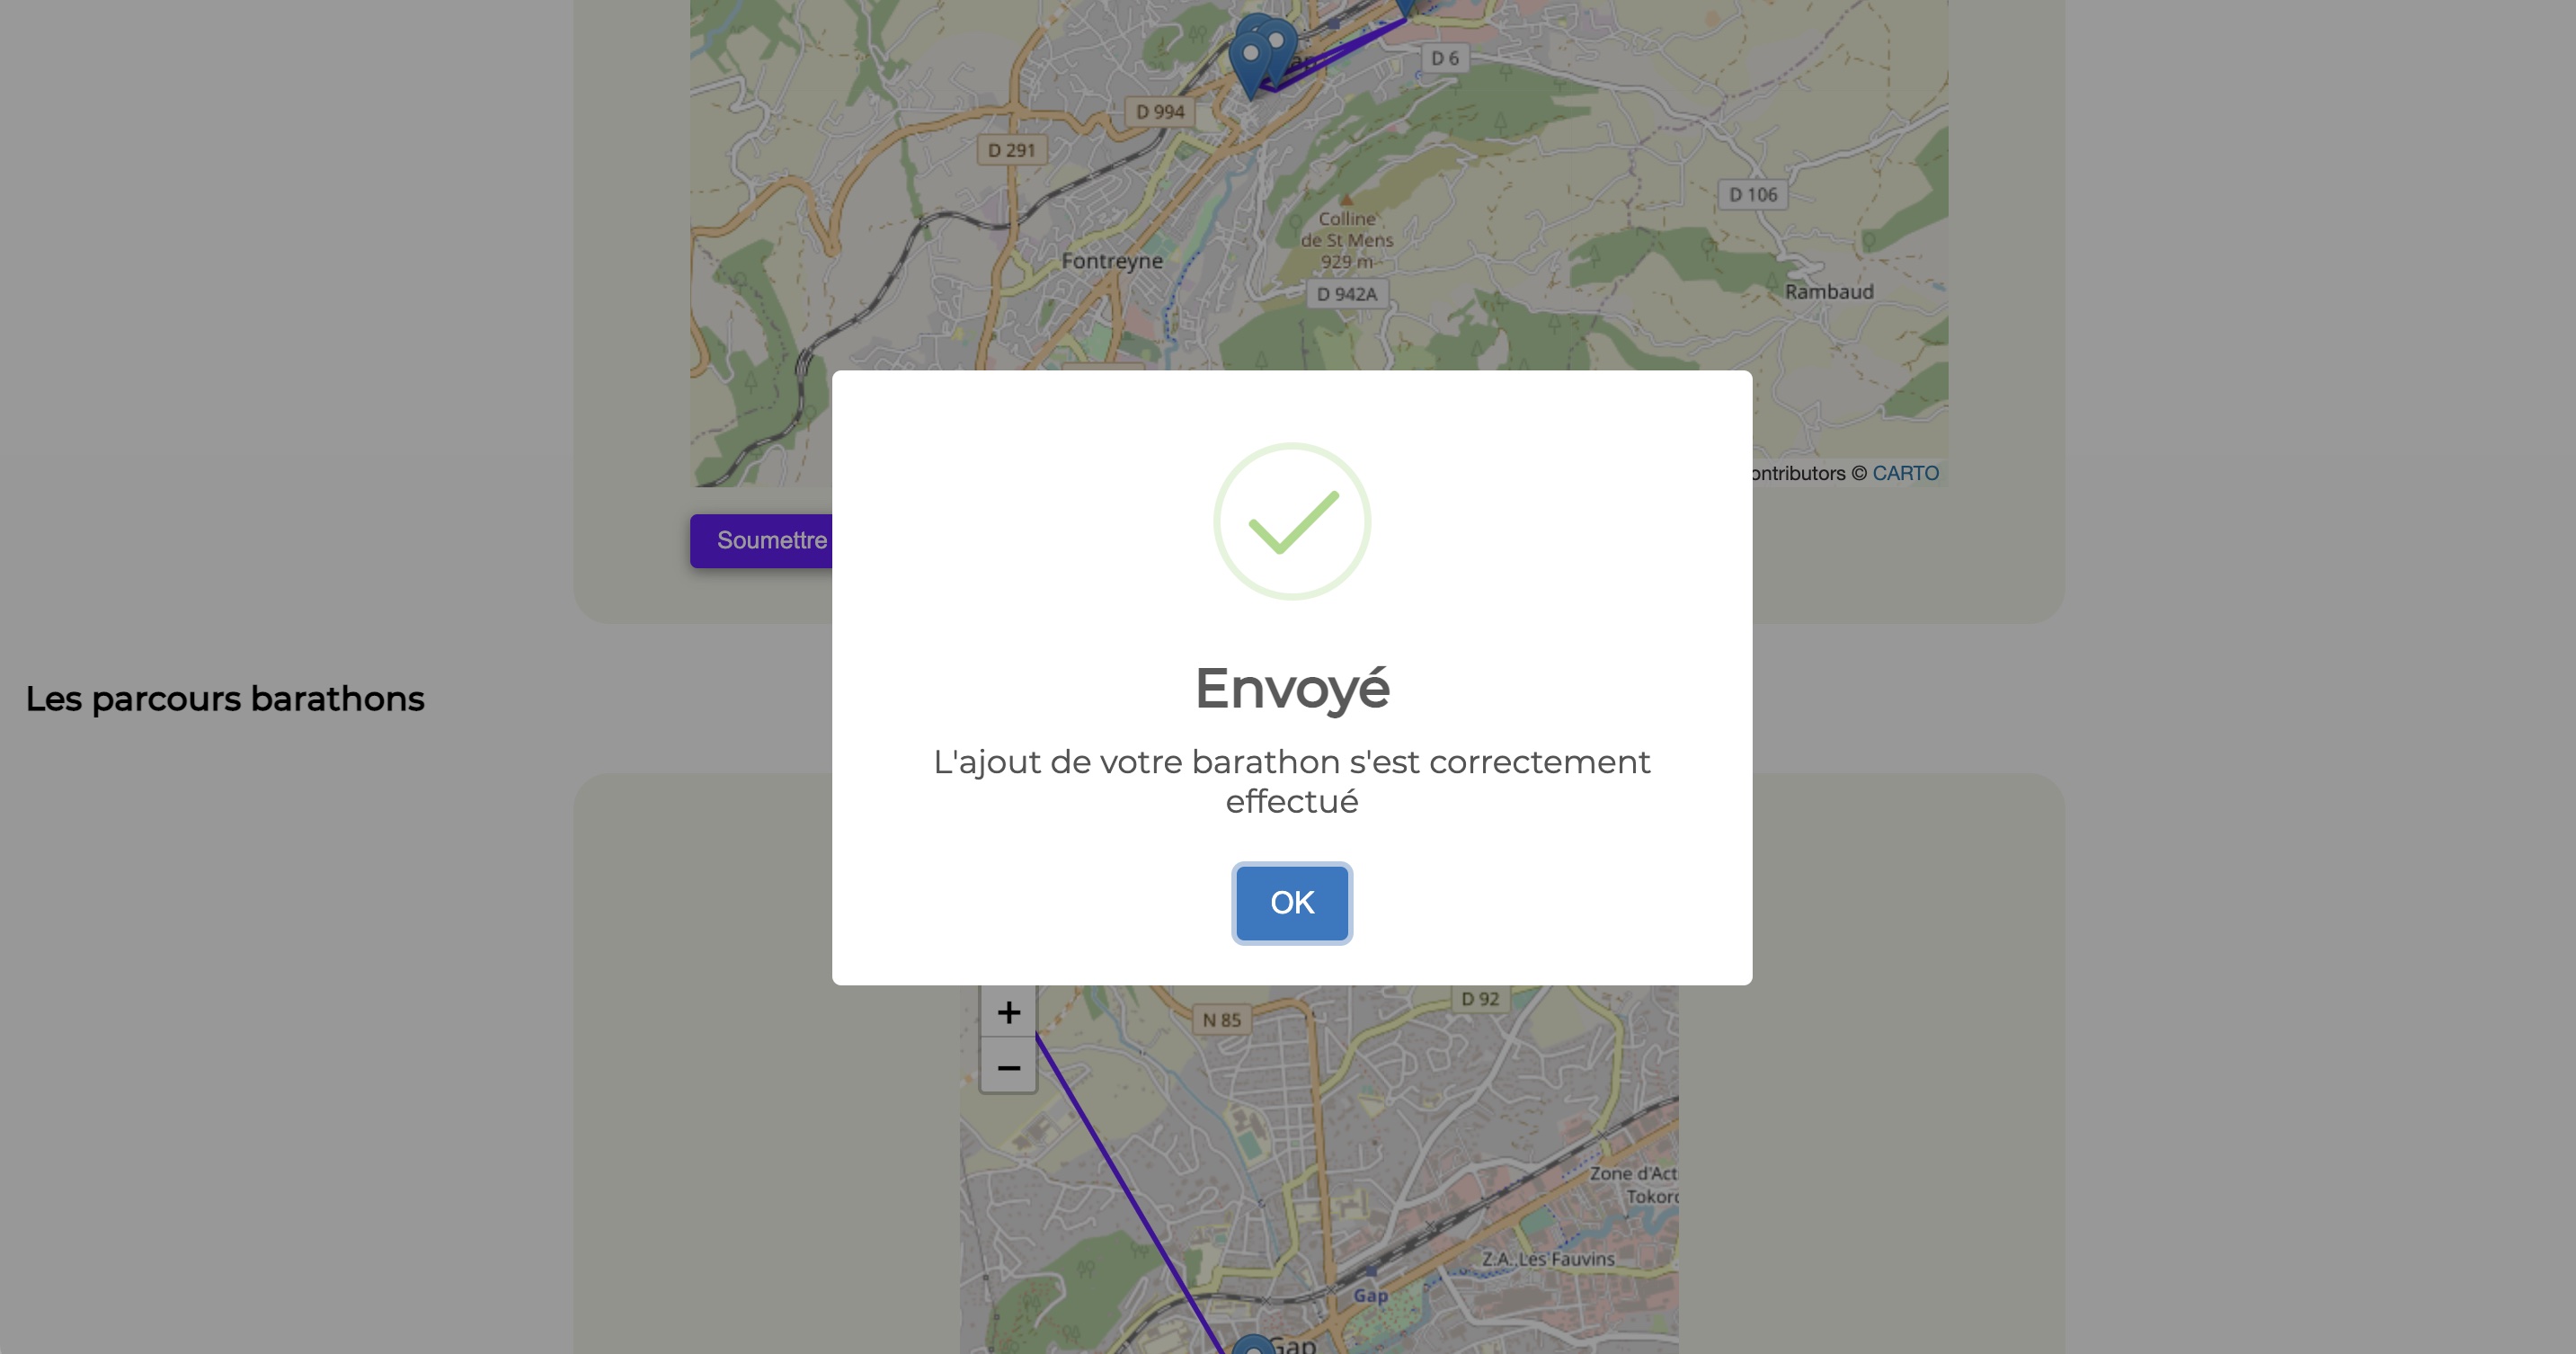 D 6
D 994
D 291
D 106
Colline
de St Mens
929 m
Fontreyne
D 942A
Rambaud
ontributors © CARTO
Soumettre
Envoyé
L'ajout de votre barathon s'est correctement
effectué
OK
Les parcours barathons
+
−
D 92
N 85
Zone d'Act
Tokoro
Z.A. Les Fauvins
Gap
Gap